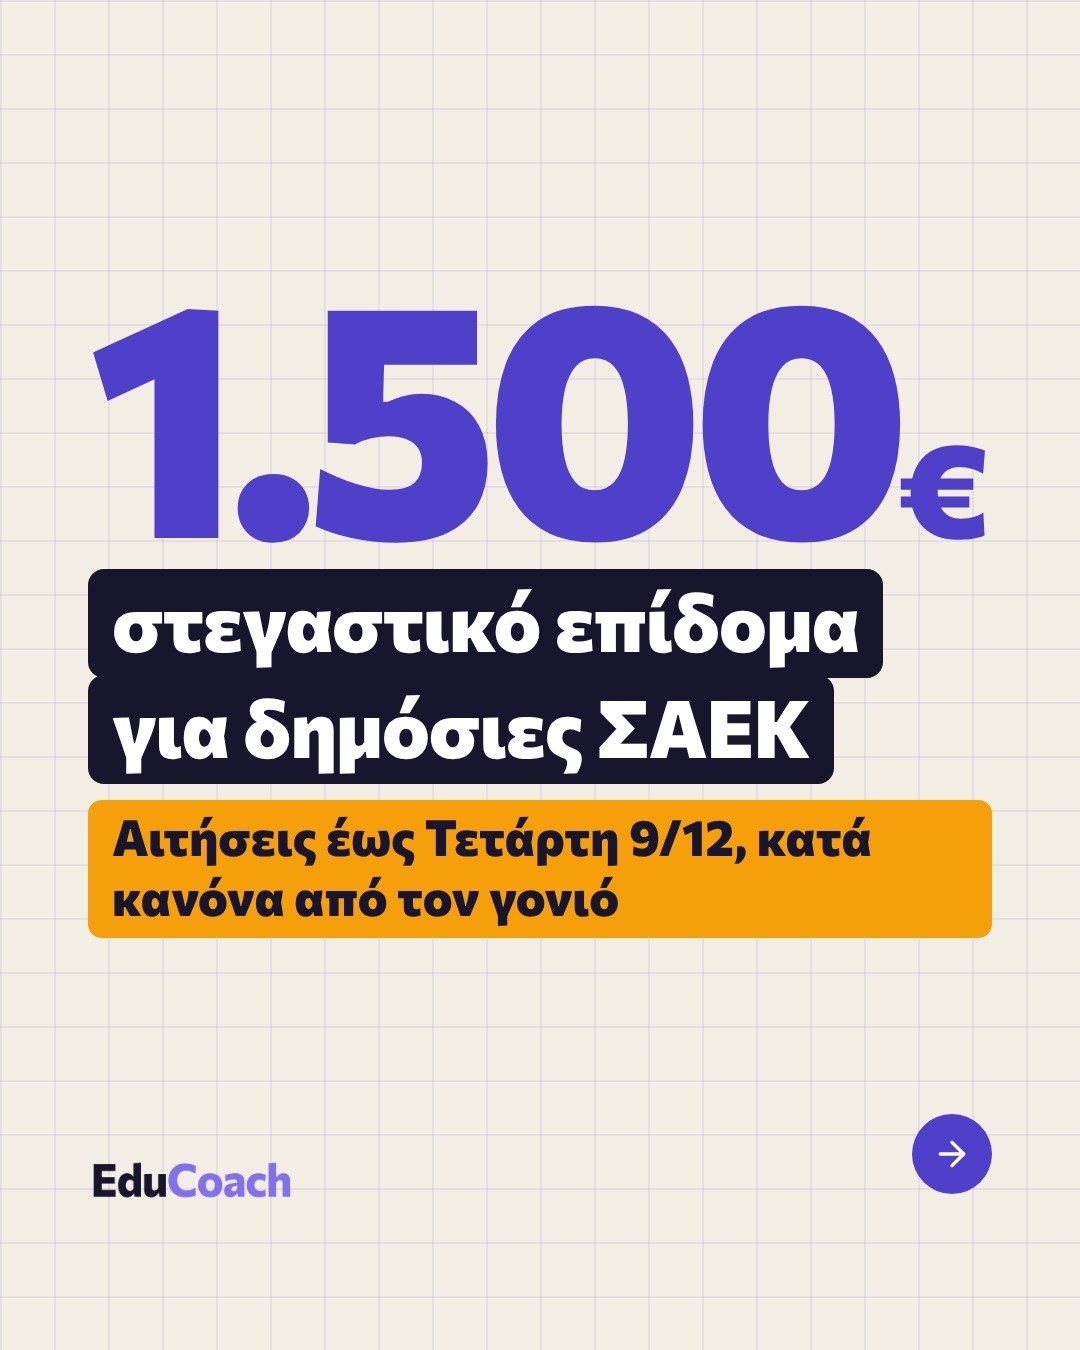 1.500€
στεγαστικό επίδομα
για δημόσιες ΣΑΕΚ
Αιτήσεις έως Τετάρτη 9/12, κατά
κανόνα από τον γονιό
EduCoach